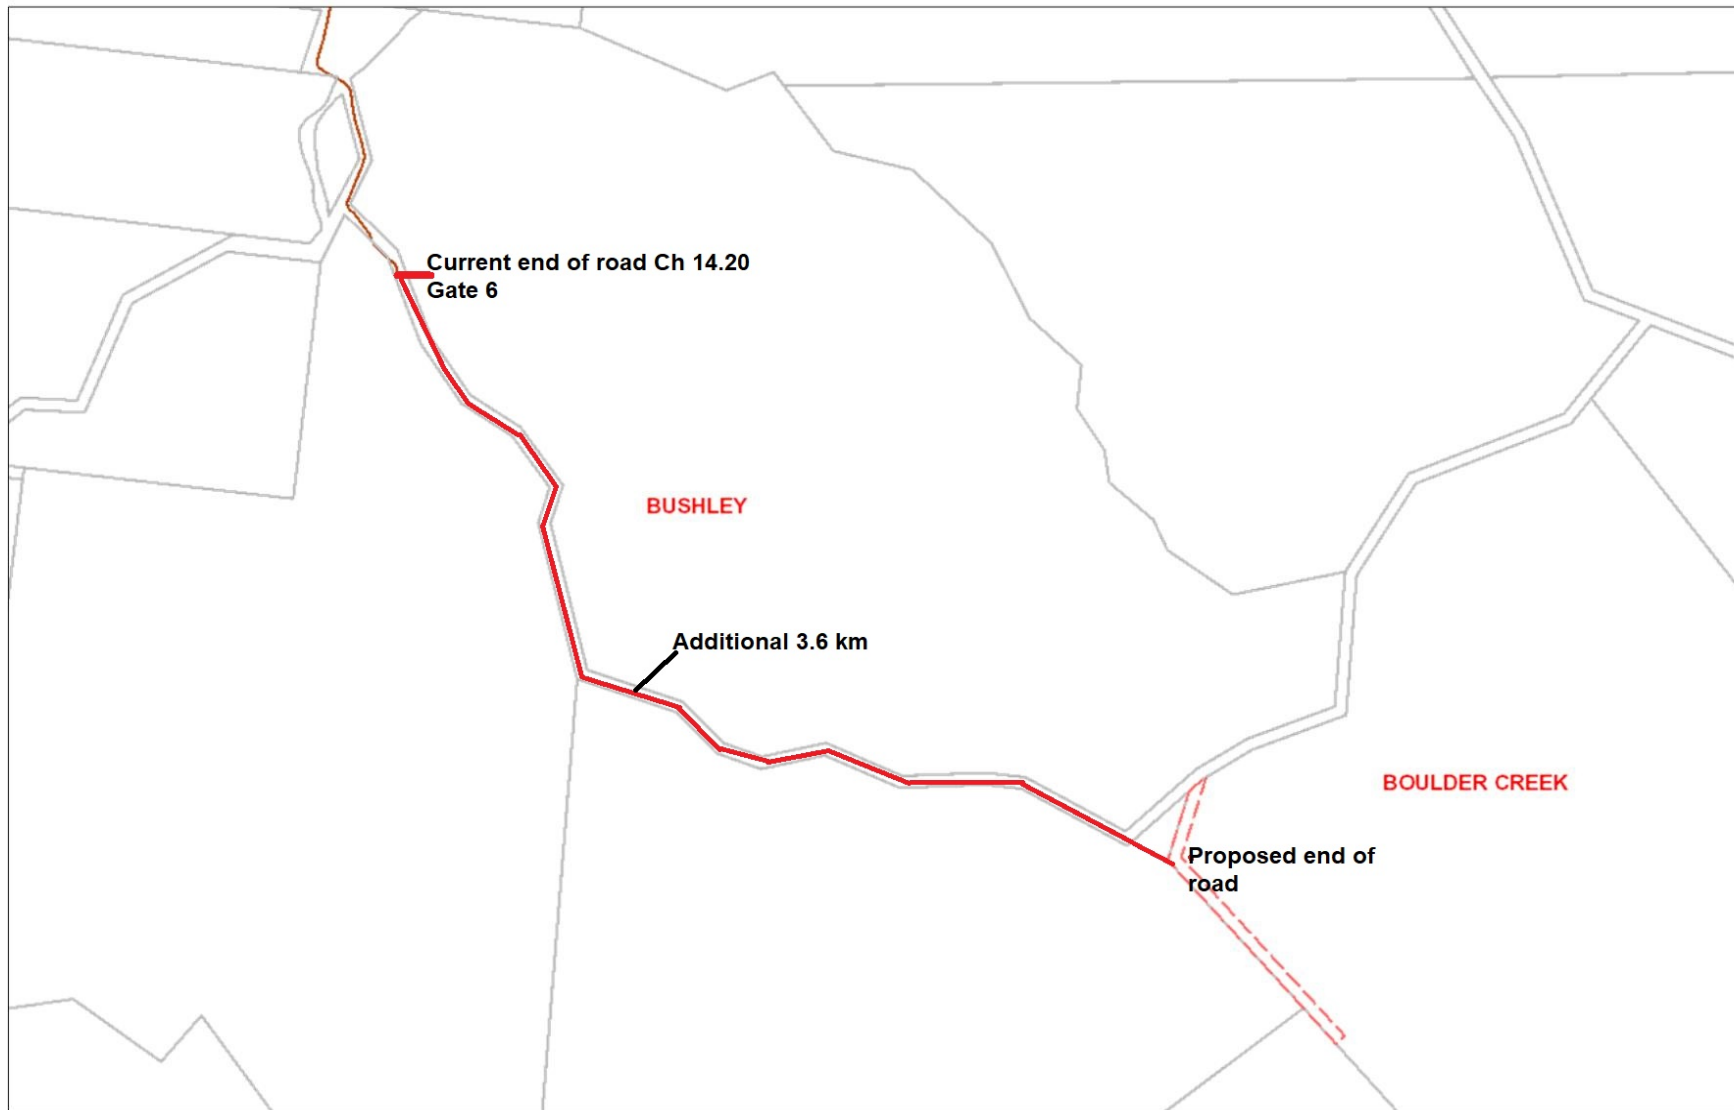 Current end of road Ch 14.20
Gate 6
BUSHLEY
Additional 3.6 km
BOULDER CREEK
Proposed end of
road